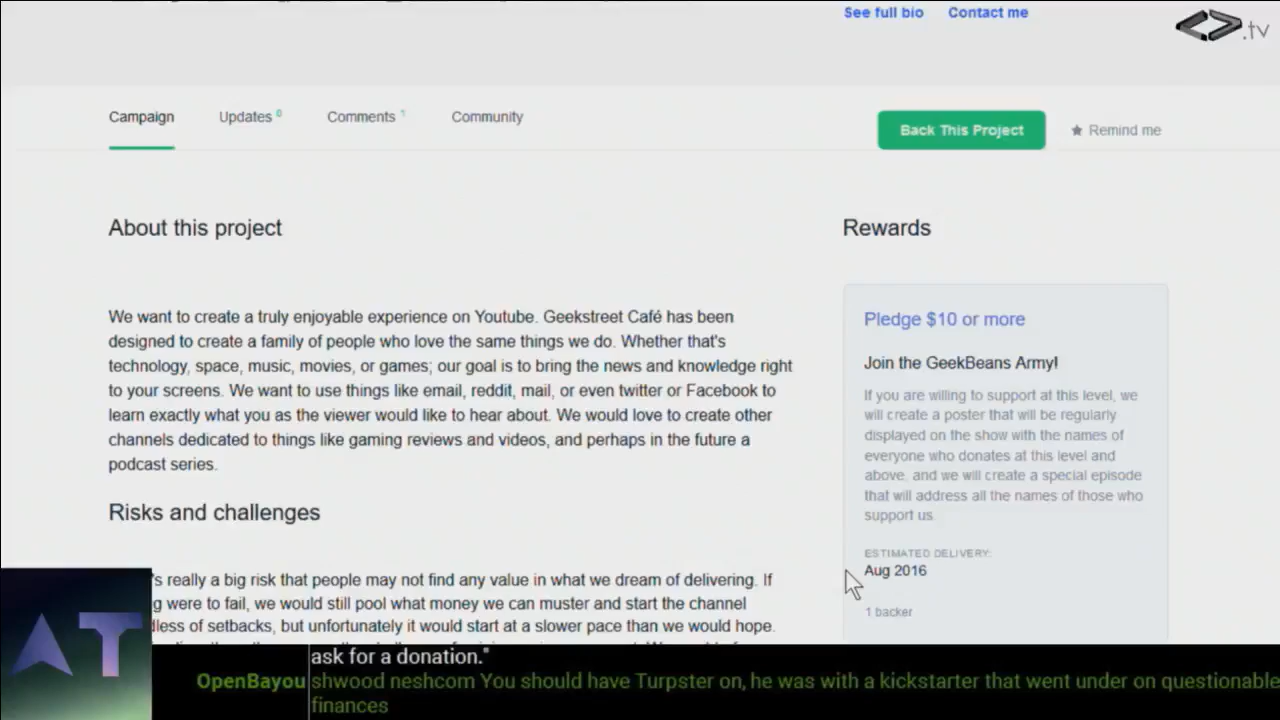 See full bio Contact me
<>.tv
Campaign Updates 0 Comments 1 Community
Back This Project ★ Remind me
About this project
We want to create a truly enjoyable experience on Youtube. Geekstreet Café has been
designed to create a family of people who love the same things we do. Whether that's
technology, space, music, movies, or games; our goal is to bring the news and knowledge right
to your screens. We want to use things like email, reddit, mail, or even twitter or Facebook to
learn exactly what you as the viewer would like to hear about. We would love to create other
channels dedicated to things like gaming reviews and videos, and perhaps in the future a
podcast series.
Risks and challenges
's really a big risk that people may not find any value in what we dream of delivering. If
g were to fail, we would still pool what money we can muster and start the channel
dless of setbacks, but unfortunately it would start at a slower pace than we would hope.
Rewards
Pledge $10 or more
Join the GeekBeans Army!
If you are willing to support at this level, we
will create a poster that will be regularly
displayed on the show with the names of
everyone who donates at this level and
above, and we will create a special episode
that will address all the names of those who
support us.
ESTIMATED DELIVERY:
Aug 2016
1 backer
AT
ask for a donation."
OpenBayou shwood neshcom You should have Turpster on, he was with a kickstarter that went under on questionable
finances